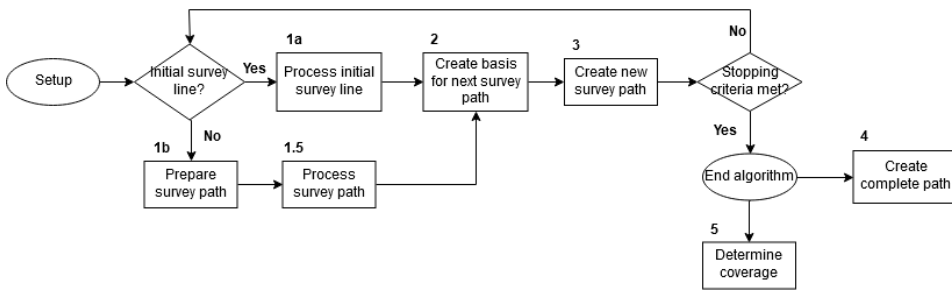 No
1a
2
3
Setup
Initial survey
line?
Yes
Process initial
survey line
Create basis
for next survey
path
Create new
survey path
Stopping
criteria met?
No
Yes
1b
1.5
4
Prepare
survey path
Process
survey path
End algorithm
Create
complete path
5
Determine
coverage